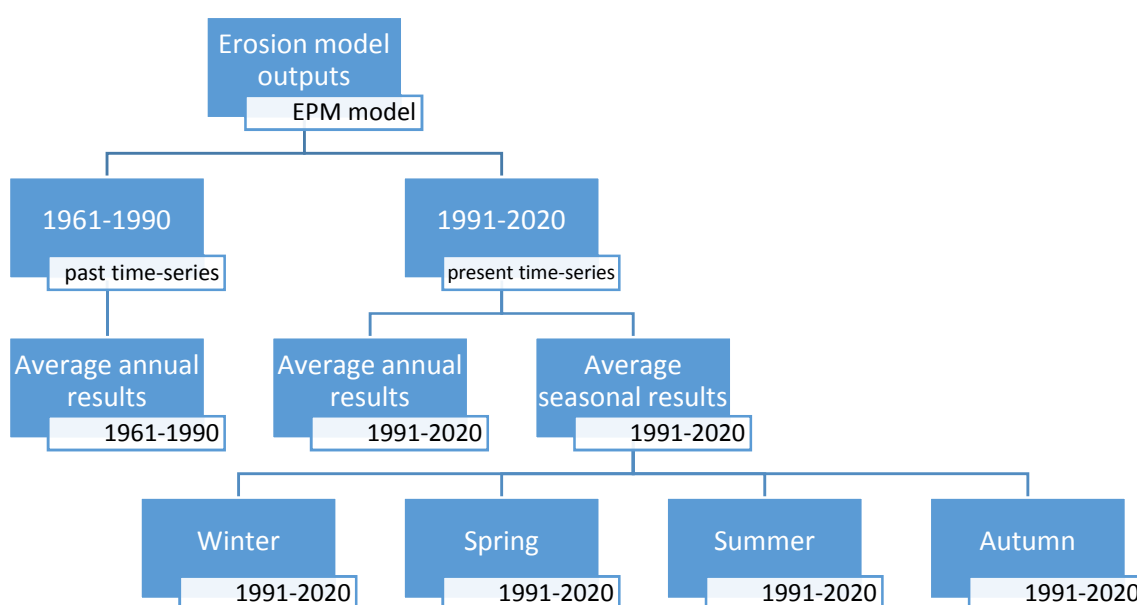 Erosion model
outputs
EPM model
1961-1990
past time-series
1991-2020
present time-series
Average annual
results
1961-1990
Average annual
results
1991-2020
Average
seasonal results
1991-2020
Winter
1991-2020
Spring
1991-2020
Summer
1991-2020
Autumn
1991-2020